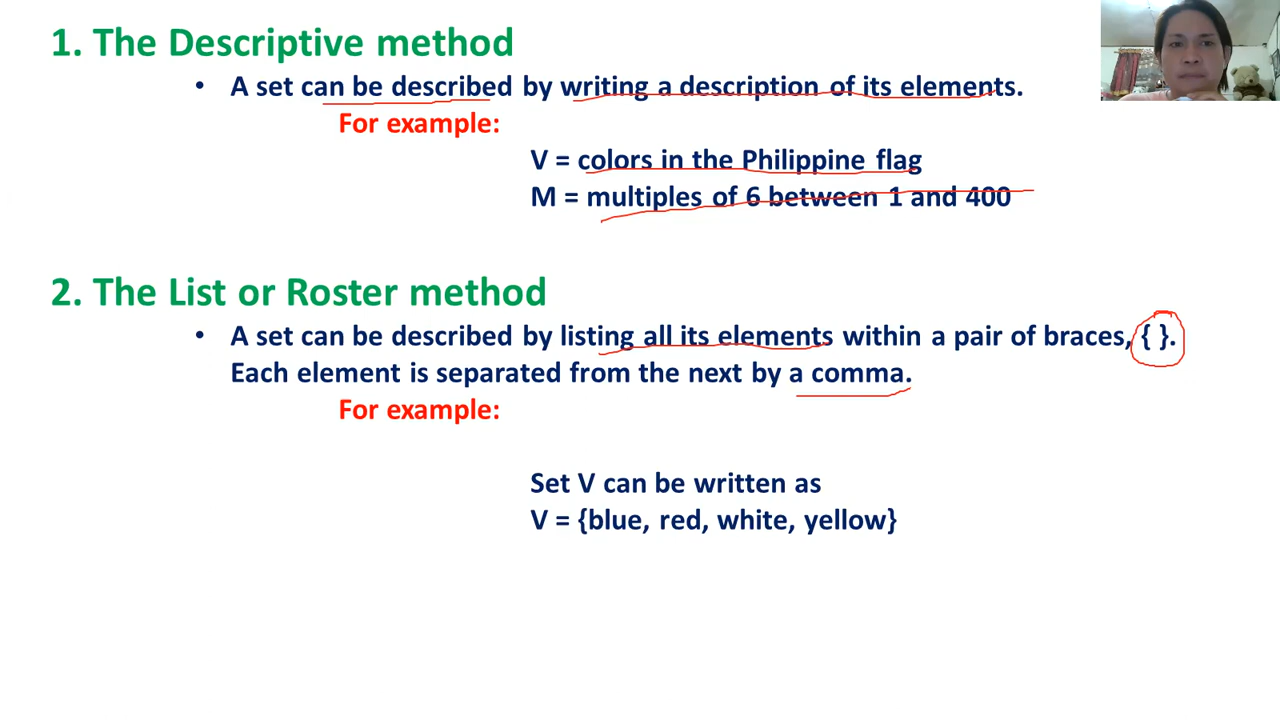 1. The Descriptive method
• A set can be described by writing a description of its elements.
For example:
V = colors in the Philippine flag
M = multiples of 6 between 1 and 400
2. The List or Roster method
• A set can be described by listing all its elements within a pair of braces, { }.
Each element is separated from the next by a comma.
For example:
Set V can be written as
V = {blue, red, white, yellow}